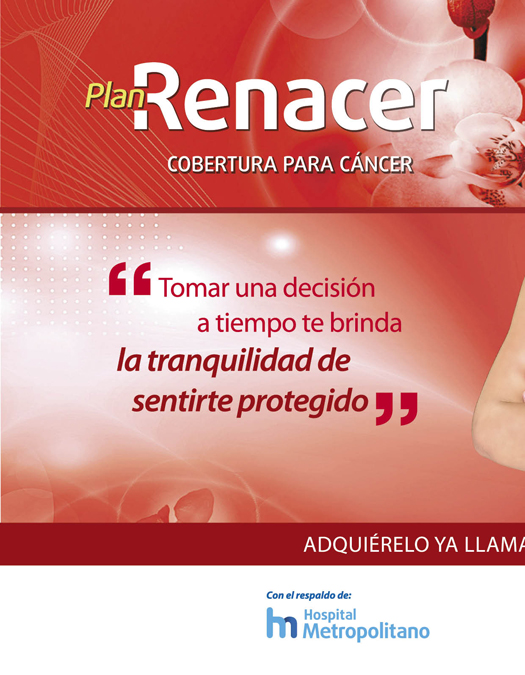 Plan Renacer
COBERTURA PARA CÁNCER
“ Tomar una decisión
a tiempo te brinda
la tranquilidad de
sentirte protegido ”
ADQUIÉRELO YA LLAMA
Con el respaldo de:
hm Hospital
Metropolitano